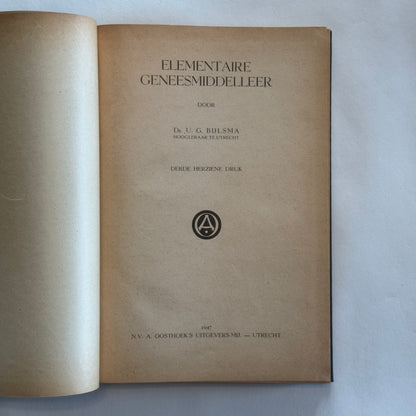 ELEMENTAIRE
GENEESMIDDELLEER
DOOR
Dr. U. G. BIJLSMA
HOOGLERAAR TE UTRECHT
DERDE HERZIENE DRUK
A
1947
N.V. A. OOSTHOEK'S UITGEVERS-MIJ. — UTRECHT